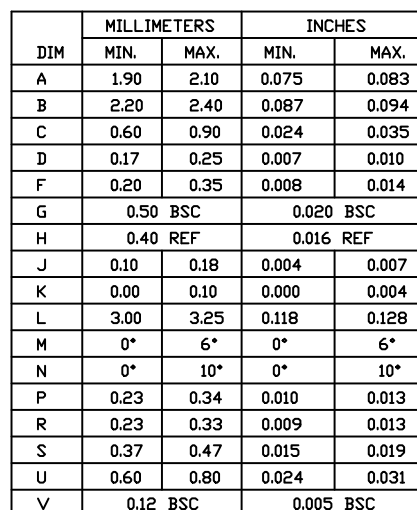 MILLIMETERS INCHES
DIM MIN. MAX. MIN. MAX.
A 1.90 2.10 0.075 0.083
B 2.20 2.40 0.087 0.094
C 0.60 0.90 0.024 0.035
D 0.17 0.25 0.007 0.010
F 0.20 0.35 0.008 0.014
G 0.50 BSC 0.020 BSC
H 0.40 REF 0.016 REF
J 0.10 0.18 0.004 0.007
K 0.00 0.10 0.000 0.004
L 3.00 3.25 0.118 0.128
M 0° 6° 0° 6°
N 0° 10° 0° 10°
P 0.23 0.34 0.010 0.013
R 0.23 0.33 0.009 0.013
S 0.37 0.47 0.015 0.019
U 0.60 0.80 0.024 0.031
V 0.12 BSC 0.005 BSC